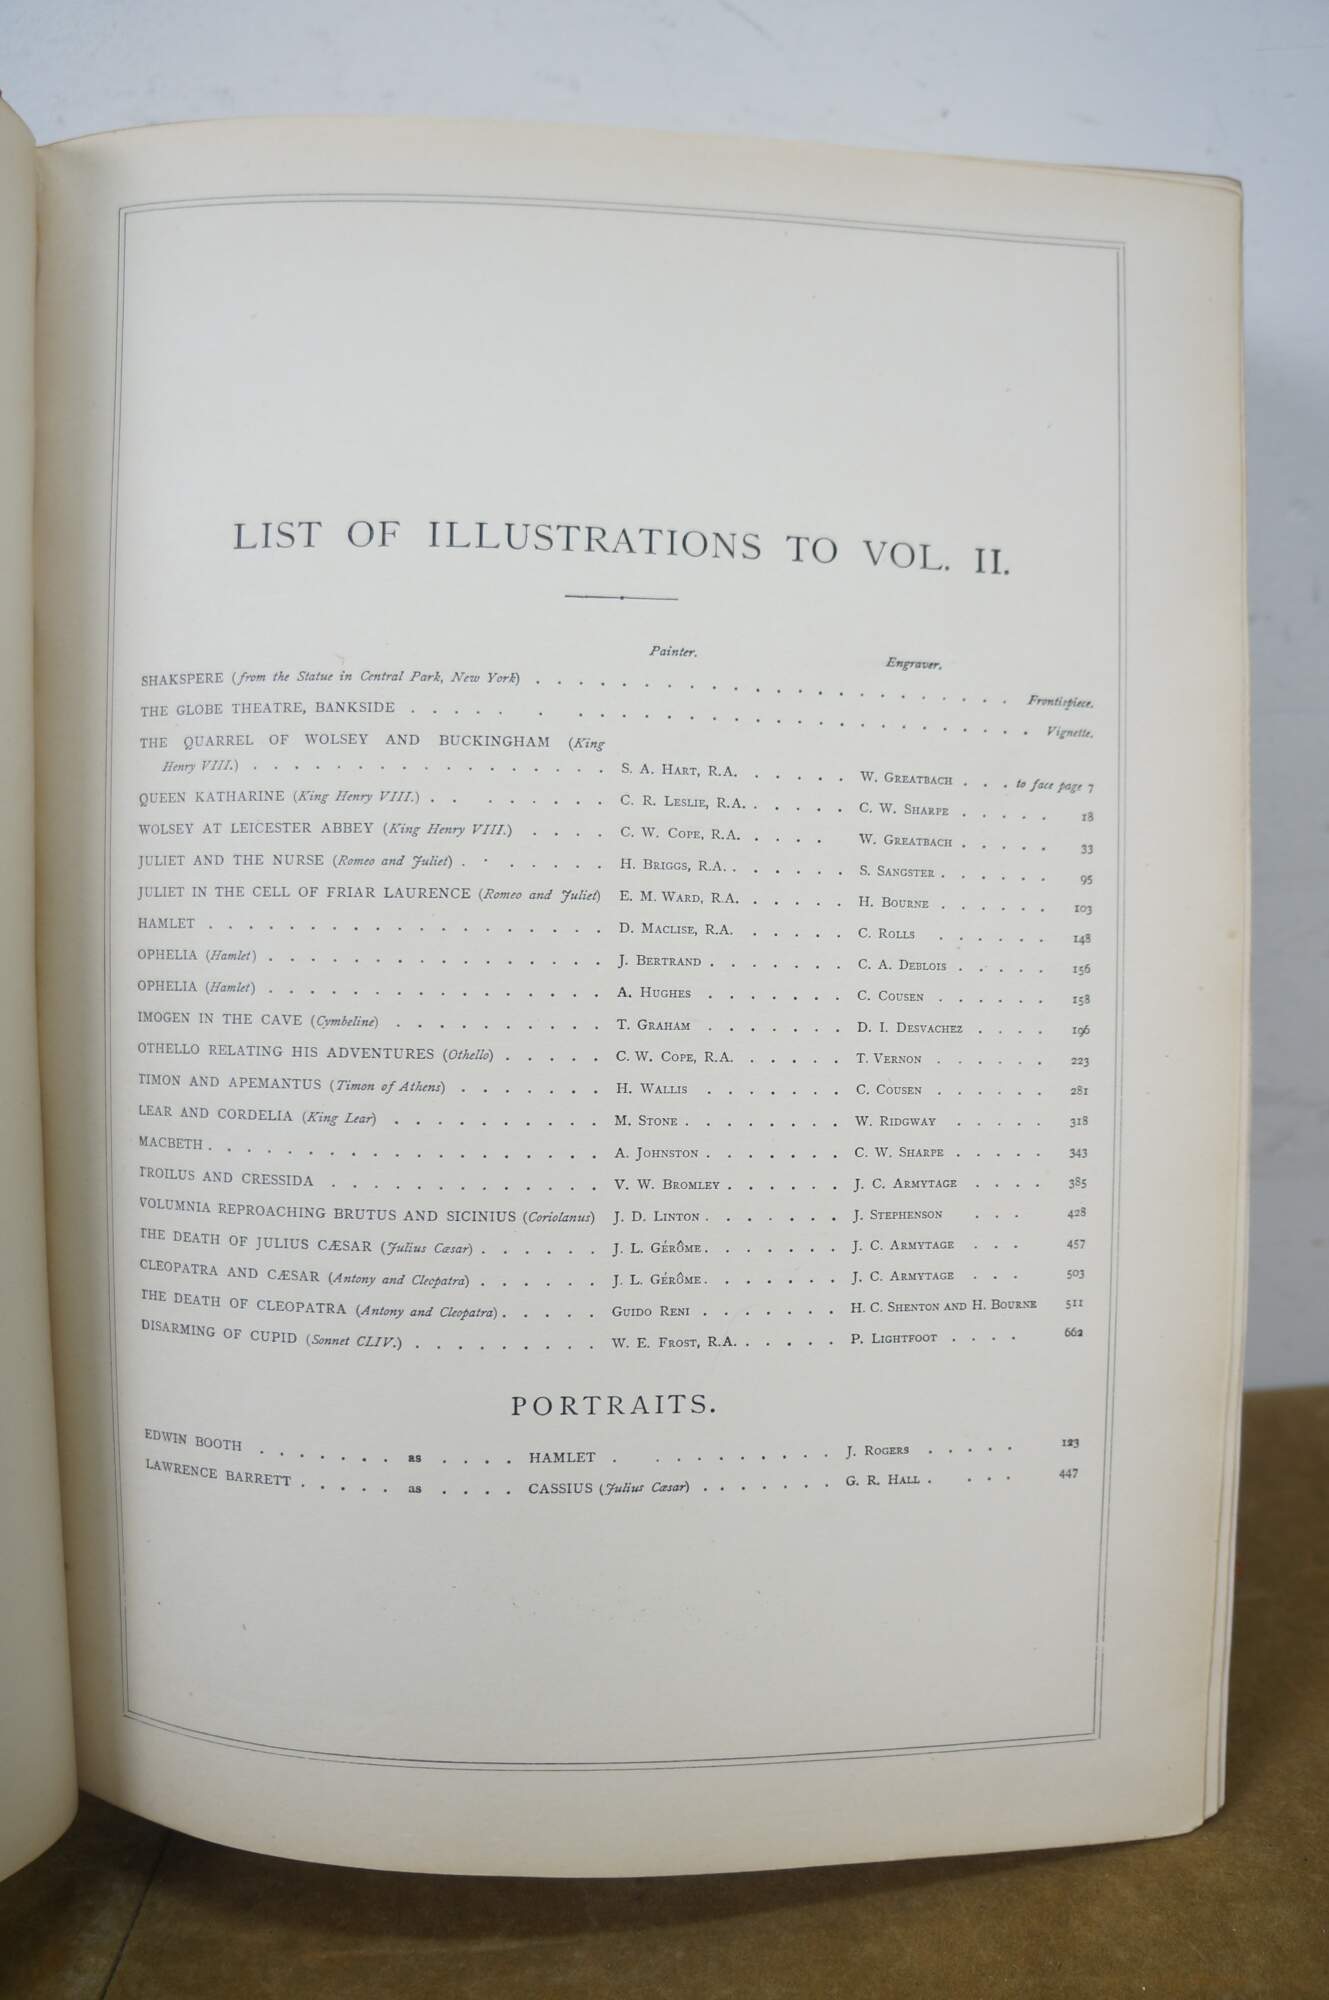 LIST OF ILLUSTRATIONS TO VOL. II.
Painter. Engraver.
SHAKSPERE (from the Statue in Central Park, New York) . . . . . . . . . . . . . . . . . Frontispiece.
THE GLOBE THEATRE, BANKSIDE . . . . . . . . . . . . . . . . . . . . Vignette.
THE QUARREL OF WOLSEY AND BUCKINGHAM (King
Henry VIII.) . . . . . . . . . . . . . S. A. HART, R.A. . . . . . W. GREATBACH . . . to face page 7
QUEEN KATHARINE (King Henry VIII.) . . . . . . . C. R. LESLIE, R.A. . . . . . C. W. SHARPE . . . . . 18
WOLSEY AT LEICESTER ABBEY (King Henry VIII.) . . . . C. W. COPE, R.A. . . . . W. GREATBACH . . . . . 33
JULIET AND THE NURSE (Romeo and Juliet) . . . . . . . H. BRIGGS, R.A. . . . . . . S. SANGSTER . . . . . . 95
JULIET IN THE CELL OF FRIAR LAURENCE (Romeo and Juliet) E. M. WARD, R.A. . . . . . H. BOURNE . . . . . . 103
HAMLET . . . . . . . . . . . . . . . . . . . D. MACLISE, R.A. . . . . . C. ROLLS . . . . . . 148
OPHELIA (Hamlet) . . . . . . . . . . . . . . . . J. BERTRAND . . . . . . . C. A. DEBLOIS . . . . . 156
OPHELIA (Hamlet) . . . . . . . . . . . . . . . . A. HUGHES . . . . . . . C. COUSEN . . . . . . 158
IMOGEN IN THE CAVE (Cymbeline) . . . . . . . . . . T. GRAHAM . . . . . . . D. I. DESVACHEZ . . . . 196
OTHELLO RELATING HIS ADVENTURES (Othello) . . . . . C. W. COPE, R.A. . . . . . T. VERNON . . . . . . 223
TIMON AND APEMANTUS (Timon of Athens) . . . . . . . H. WALLIS . . . . . . . C. COUSEN . . . . . . 281
LEAR AND CORDELIA (King Lear) . . . . . . . . . . M. STONE . . . . . . . . W. RIDGWAY . . . . . 318
MACBETH . . . . . . . . . . . . . . . . . . . A. JOHNSTON . . . . . . . C. W. SHARPE . . . . . 343
TROILUS AND CRESSIDA . . . . . . . . . . . . . V. W. BROMLEY . . . . . . J. C. ARMYTAGE . . . . 385
VOLUMNIA REPROACHING BRUTUS AND SICINIUS (Coriolanus) J. D. LINTON . . . . . . . J. STEPHENSON . . . 428
THE DEATH OF JULIUS CÆSAR (Julius Cæsar) . . . . . . J. L. GÉRÔME . . . . . . . J. C. ARMYTAGE . . . 457
CLEOPATRA AND CÆSAR (Antony and Cleopatra) . . . . . . J. L. GÉRÔME . . . . . . . J. C. ARMYTAGE . . . 503
THE DEATH OF CLEOPATRA (Antony and Cleopatra) . . . . . GUIDO RENI . . . . . . . H. C. SHENTON AND H. BOURNE 511
DISARMING OF CUPID (Sonnet CLIV.) . . . . . . . . . W. E. FROST, R.A. . . . . . P. LIGHTFOOT . . . . 662
PORTRAITS.
EDWIN BOOTH . . . . . . . as . . . . HAMLET . . . . . . . . . . J. ROGERS . . . . . 123
LAWRENCE BARRETT . . . . . as . . . . CASSIUS (Julius Cæsar) . . . . . . . G. R. HALL . . . . 447